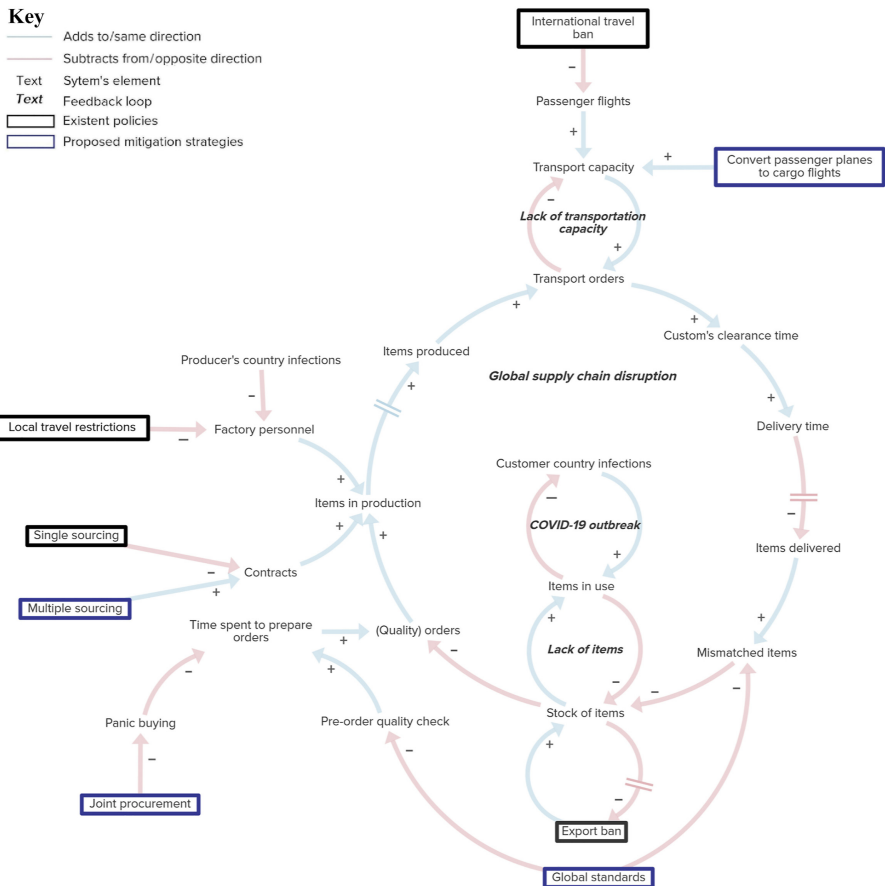 Key
Adds to/same direction
Subtracts from/opposite direction
Text Sytem's element
Text Feedback loop
Existent policies
Proposed mitigation strategies
International travel
ban
−
Passenger flights
+
Transport capacity
+
Convert passenger planes
to cargo flights
−
Lack of transportation
capacity
+
Transport orders
+
+
Custom's clearance time
Items produced
Producer's country infections
Global supply chain disruption
+
−
+
Local travel restrictions
−
Factory personnel
Delivery time
Customer country infections
+
−
Items in production
−
+
+
COVID-19 outbreak
Single sourcing
Items delivered
+
−
Contracts
+
Items in use
Multiple sourcing
+
+
Time spent to prepare
orders
+
(Quality) orders
−
Lack of items
Mismatched items
−
+
−
−
−
Panic buying
Pre-order quality check
Stock of items
+
−
−
−
Joint procurement
Export ban
Global standards